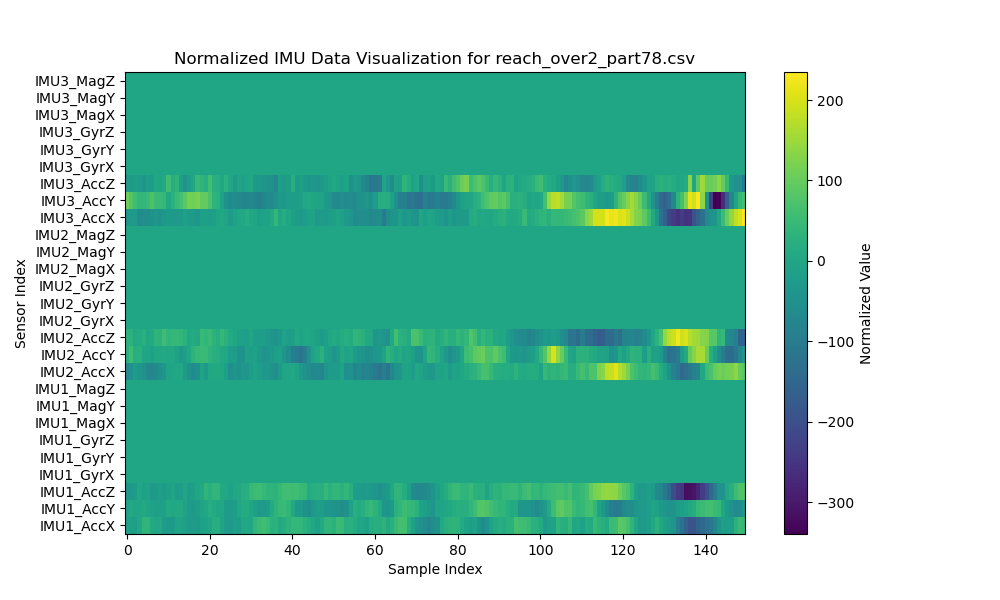 Normalized IMU Data Visualization for reach_over2_part78.csv
IMU3_MagZ
IMU3_MagY
IMU3_MagX
IMU3_GyrZ
IMU3_GyrY
IMU3_GyrX
IMU3_AccZ
IMU3_AccY
IMU3_AccX
IMU2_MagZ
IMU2_MagY
IMU2_MagX
IMU2_GyrZ
IMU2_GyrY
IMU2_GyrX
IMU2_AccZ
IMU2_AccY
IMU2_AccX
IMU1_MagZ
IMU1_MagY
IMU1_MagX
IMU1_GyrZ
IMU1_GyrY
IMU1_GyrX
IMU1_AccZ
IMU1_AccY
IMU1_AccX
Sensor Index
0 20 40 60 80 100 120 140
Sample Index
200
100
0
−100
−200
−300
Normalized Value